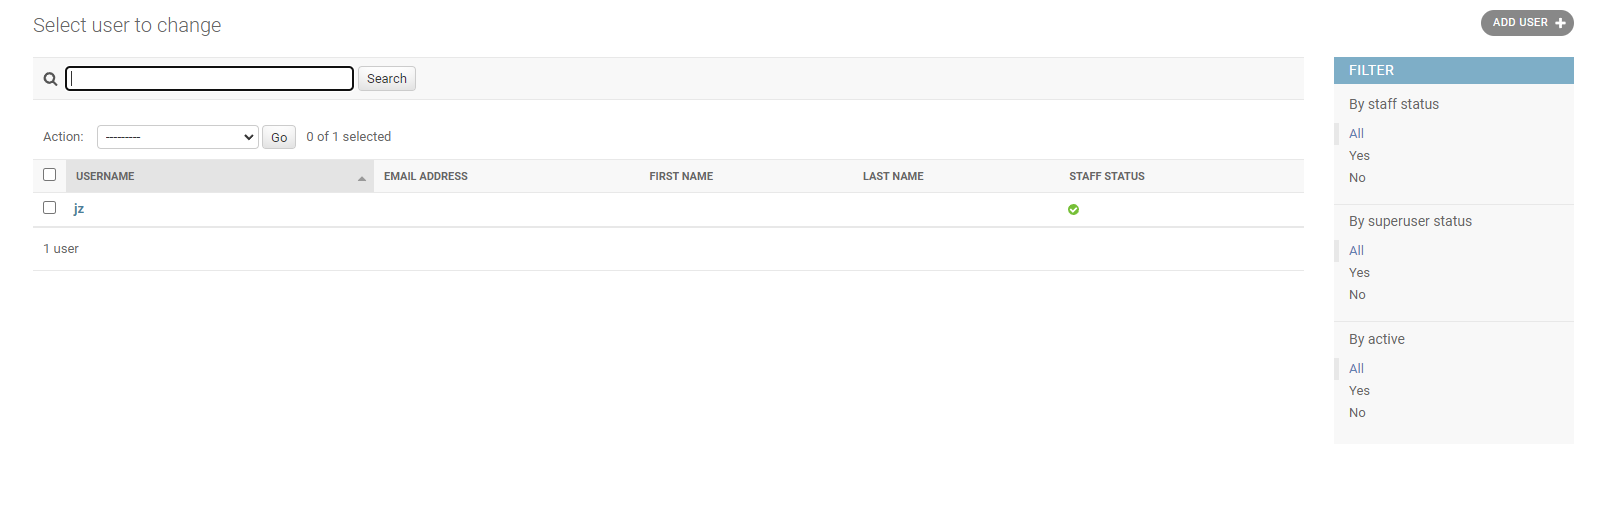 Select user to change
ADD USER
Search
Action: --------- Go 0 of 1 selected
USERNAME EMAIL ADDRESS FIRST NAME LAST NAME STAFF STATUS
jz
1 user
FILTER
By staff status
All
Yes
No
By superuser status
All
Yes
No
By active
All
Yes
No